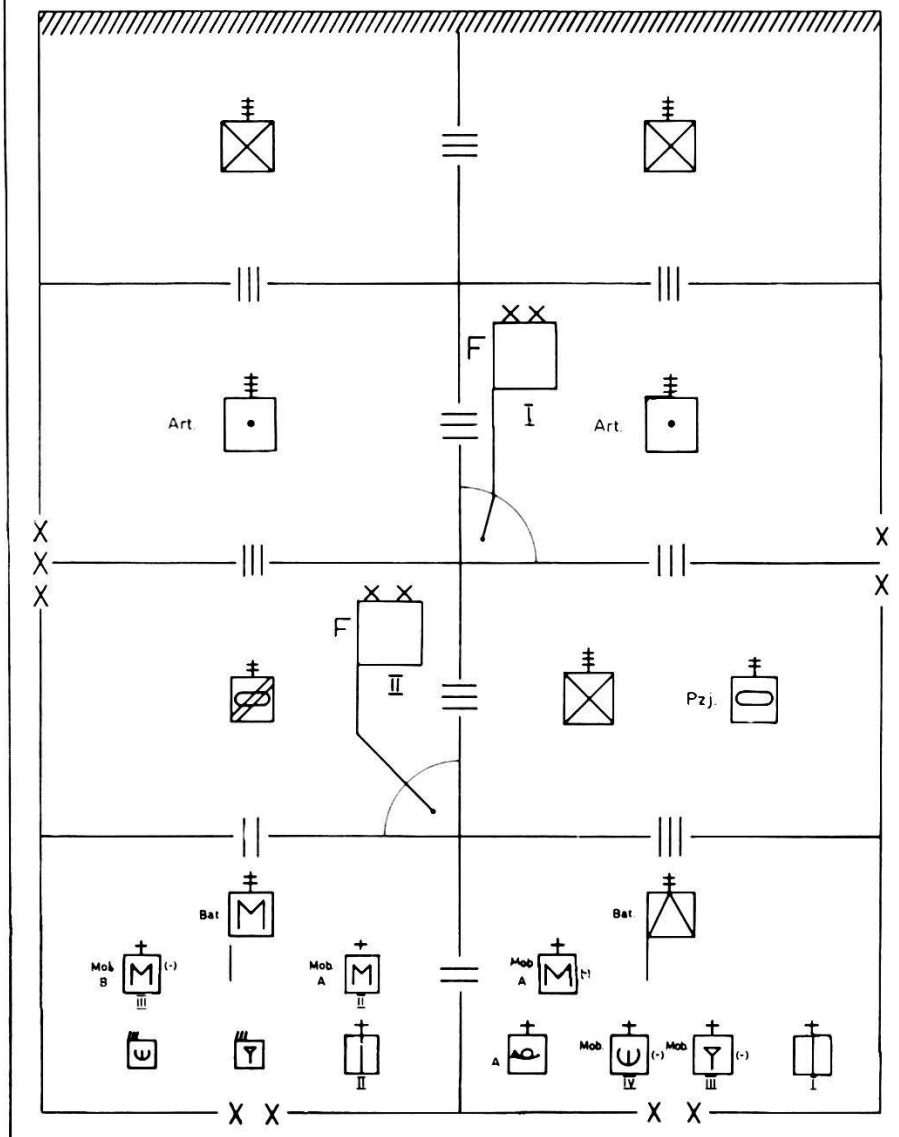 F
I
Art.
Art.
F
II
Pzj.
Bat
Bat.
Mob. B
(-)
III
Mob. A
II
Mob. A
(-)
II
A
Mob.
(-)
IV
Mob.
(-)
III
I